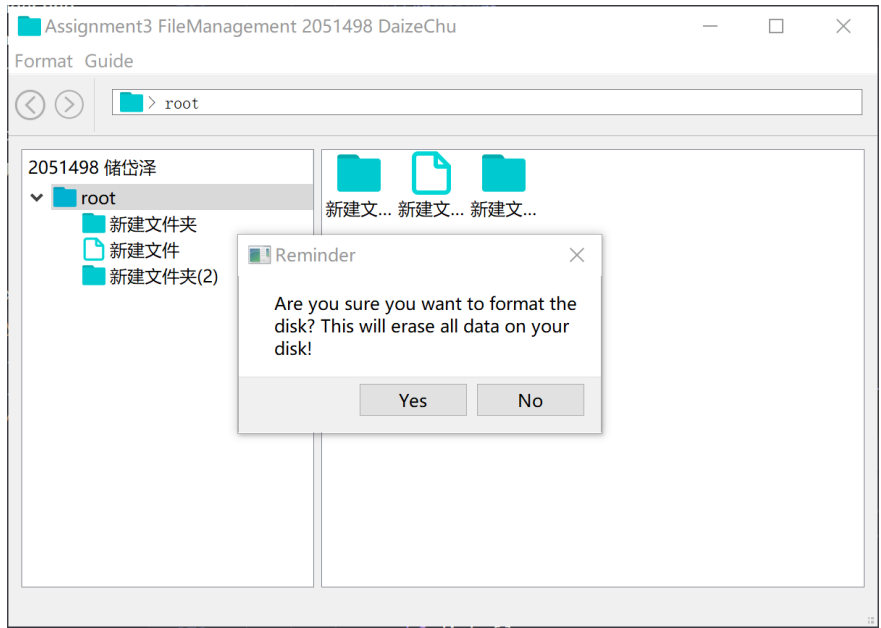 Assignment3 FileManagement 2051498 DaizeChu
Format Guide
root
2051498 储岱泽
root
新建文件夹
新建文件
新建文件夹(2)
新建文... 新建文... 新建文...
Reminder
Are you sure you want to format the
disk? This will erase all data on your
disk!
Yes No